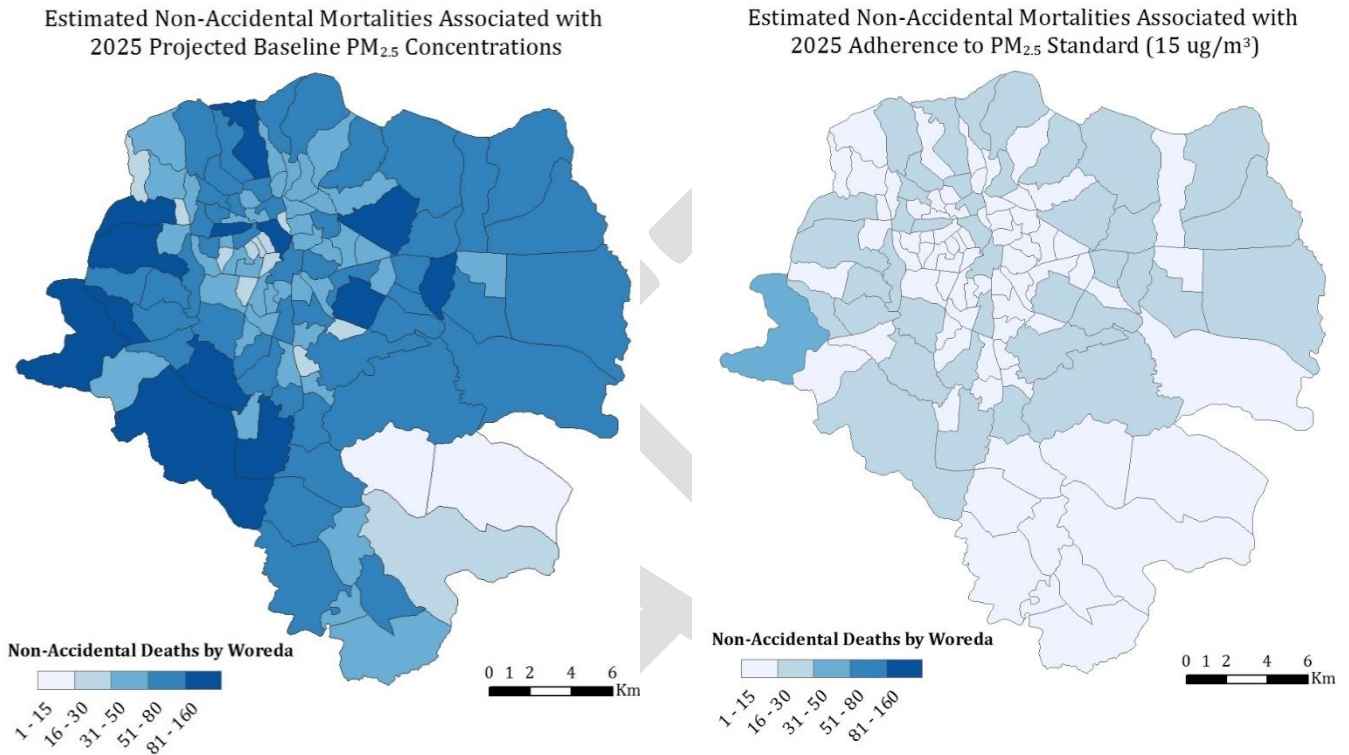 Estimated Non-Accidental Mortalities Associated with
2025 Projected Baseline PM2.5 Concentrations
Non-Accidental Deaths by Woreda
1 - 15
16 - 30
31 - 50
51 - 80
81 - 160
0 1 2 4 6
Km
Estimated Non-Accidental Mortalities Associated with
2025 Adherence to PM2.5 Standard (15 ug/m³)
Non-Accidental Deaths by Woreda
1 - 15
16 - 30
31 - 50
51 - 80
81 - 160
0 1 2 4 6
Km